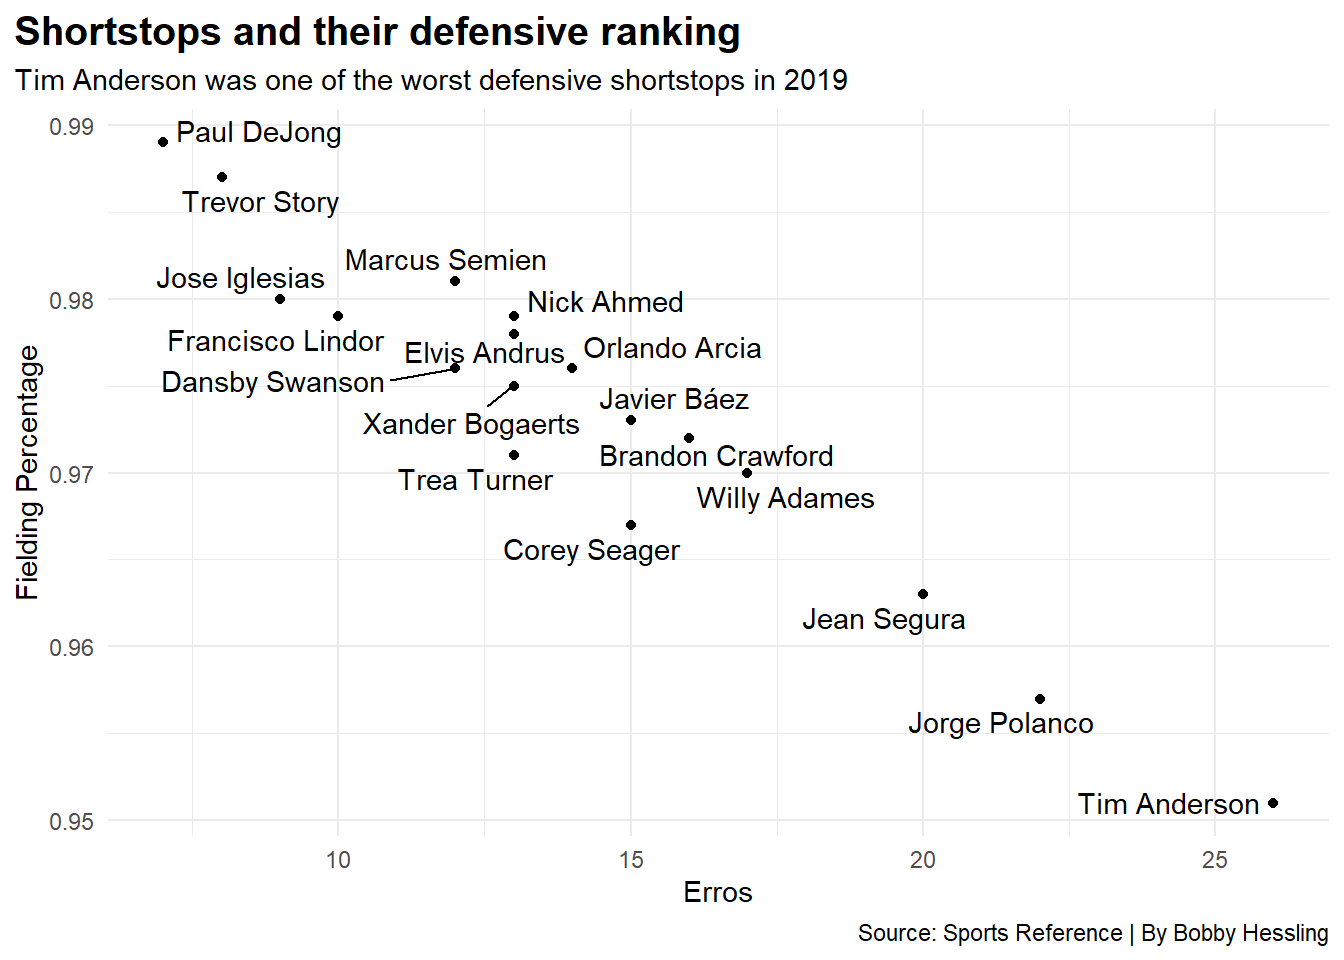 Shortstops and their defensive ranking
Tim Anderson was one of the worst defensive shortstops in 2019
0.99
Paul DeJong
Trevor Story
Marcus Semien
Jose Iglesias
0.98
Nick Ahmed
Francisco Lindor
Elvis Andrus
Orlando Arcia
Dansby Swanson
Javier Báez
Xander Bogaerts
Brandon Crawford
0.97
Trea Turner
Willy Adames
Corey Seager
Jean Segura
0.96
Jorge Polanco
Tim Anderson
0.95
Fielding Percentage
10
15
20
25
Erros
Source: Sports Reference | By Bobby Hessling